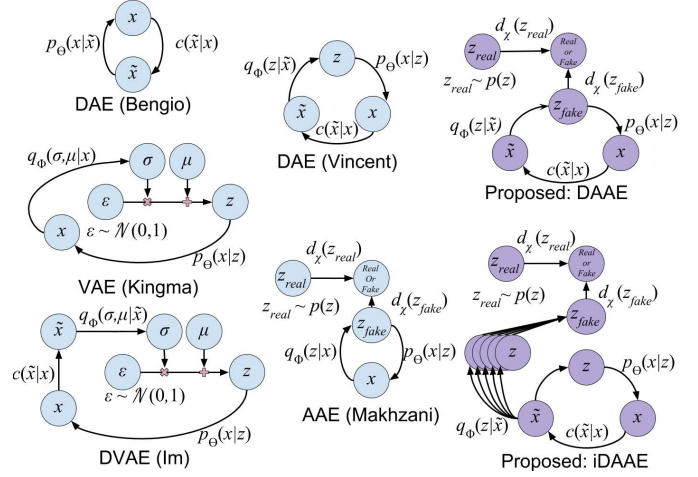 x
p_Θ(x|x̃)
c(x̃|x)
x̃
DAE (Bengio)
z
q_Φ(z|x̃)
p_Θ(x|z)
x̃
x
c(x̃|x)
DAE (Vincent)
d_χ(z_real)
z_real
Real
or
Fake
z_real ~ p(z)
d_χ(z_fake)
z_fake
q_Φ(z|x̃)
p_Θ(x|z)
x̃
x
c(x̃|x)
Proposed: DAAE
q_Φ(σ,μ|x)
σ
μ
ε
z
x
ε ~ 𝒩(0,1)
p_Θ(x|z)
VAE (Kingma)
x̃
q_Φ(σ,μ|x̃)
σ
μ
c(x̃|x)
ε
z
ε ~ 𝒩(0,1)
x
p_Θ(x|z)
DVAE (Im)
d_χ(z_real)
z_real
Real
Or
Fake
z_real ~ p(z)
d_χ(z_fake)
z_fake
q_Φ(z|x)
p_Θ(x|z)
x
AAE (Makhzani)
d_χ(z_real)
z_real
Real
or
Fake
z_real ~ p(z)
d_χ(z_fake)
z_fake
z
z
p_Θ(x|z)
x̃
x
q_Φ(z|x̃)
c(x̃|x)
Proposed: iDAAE